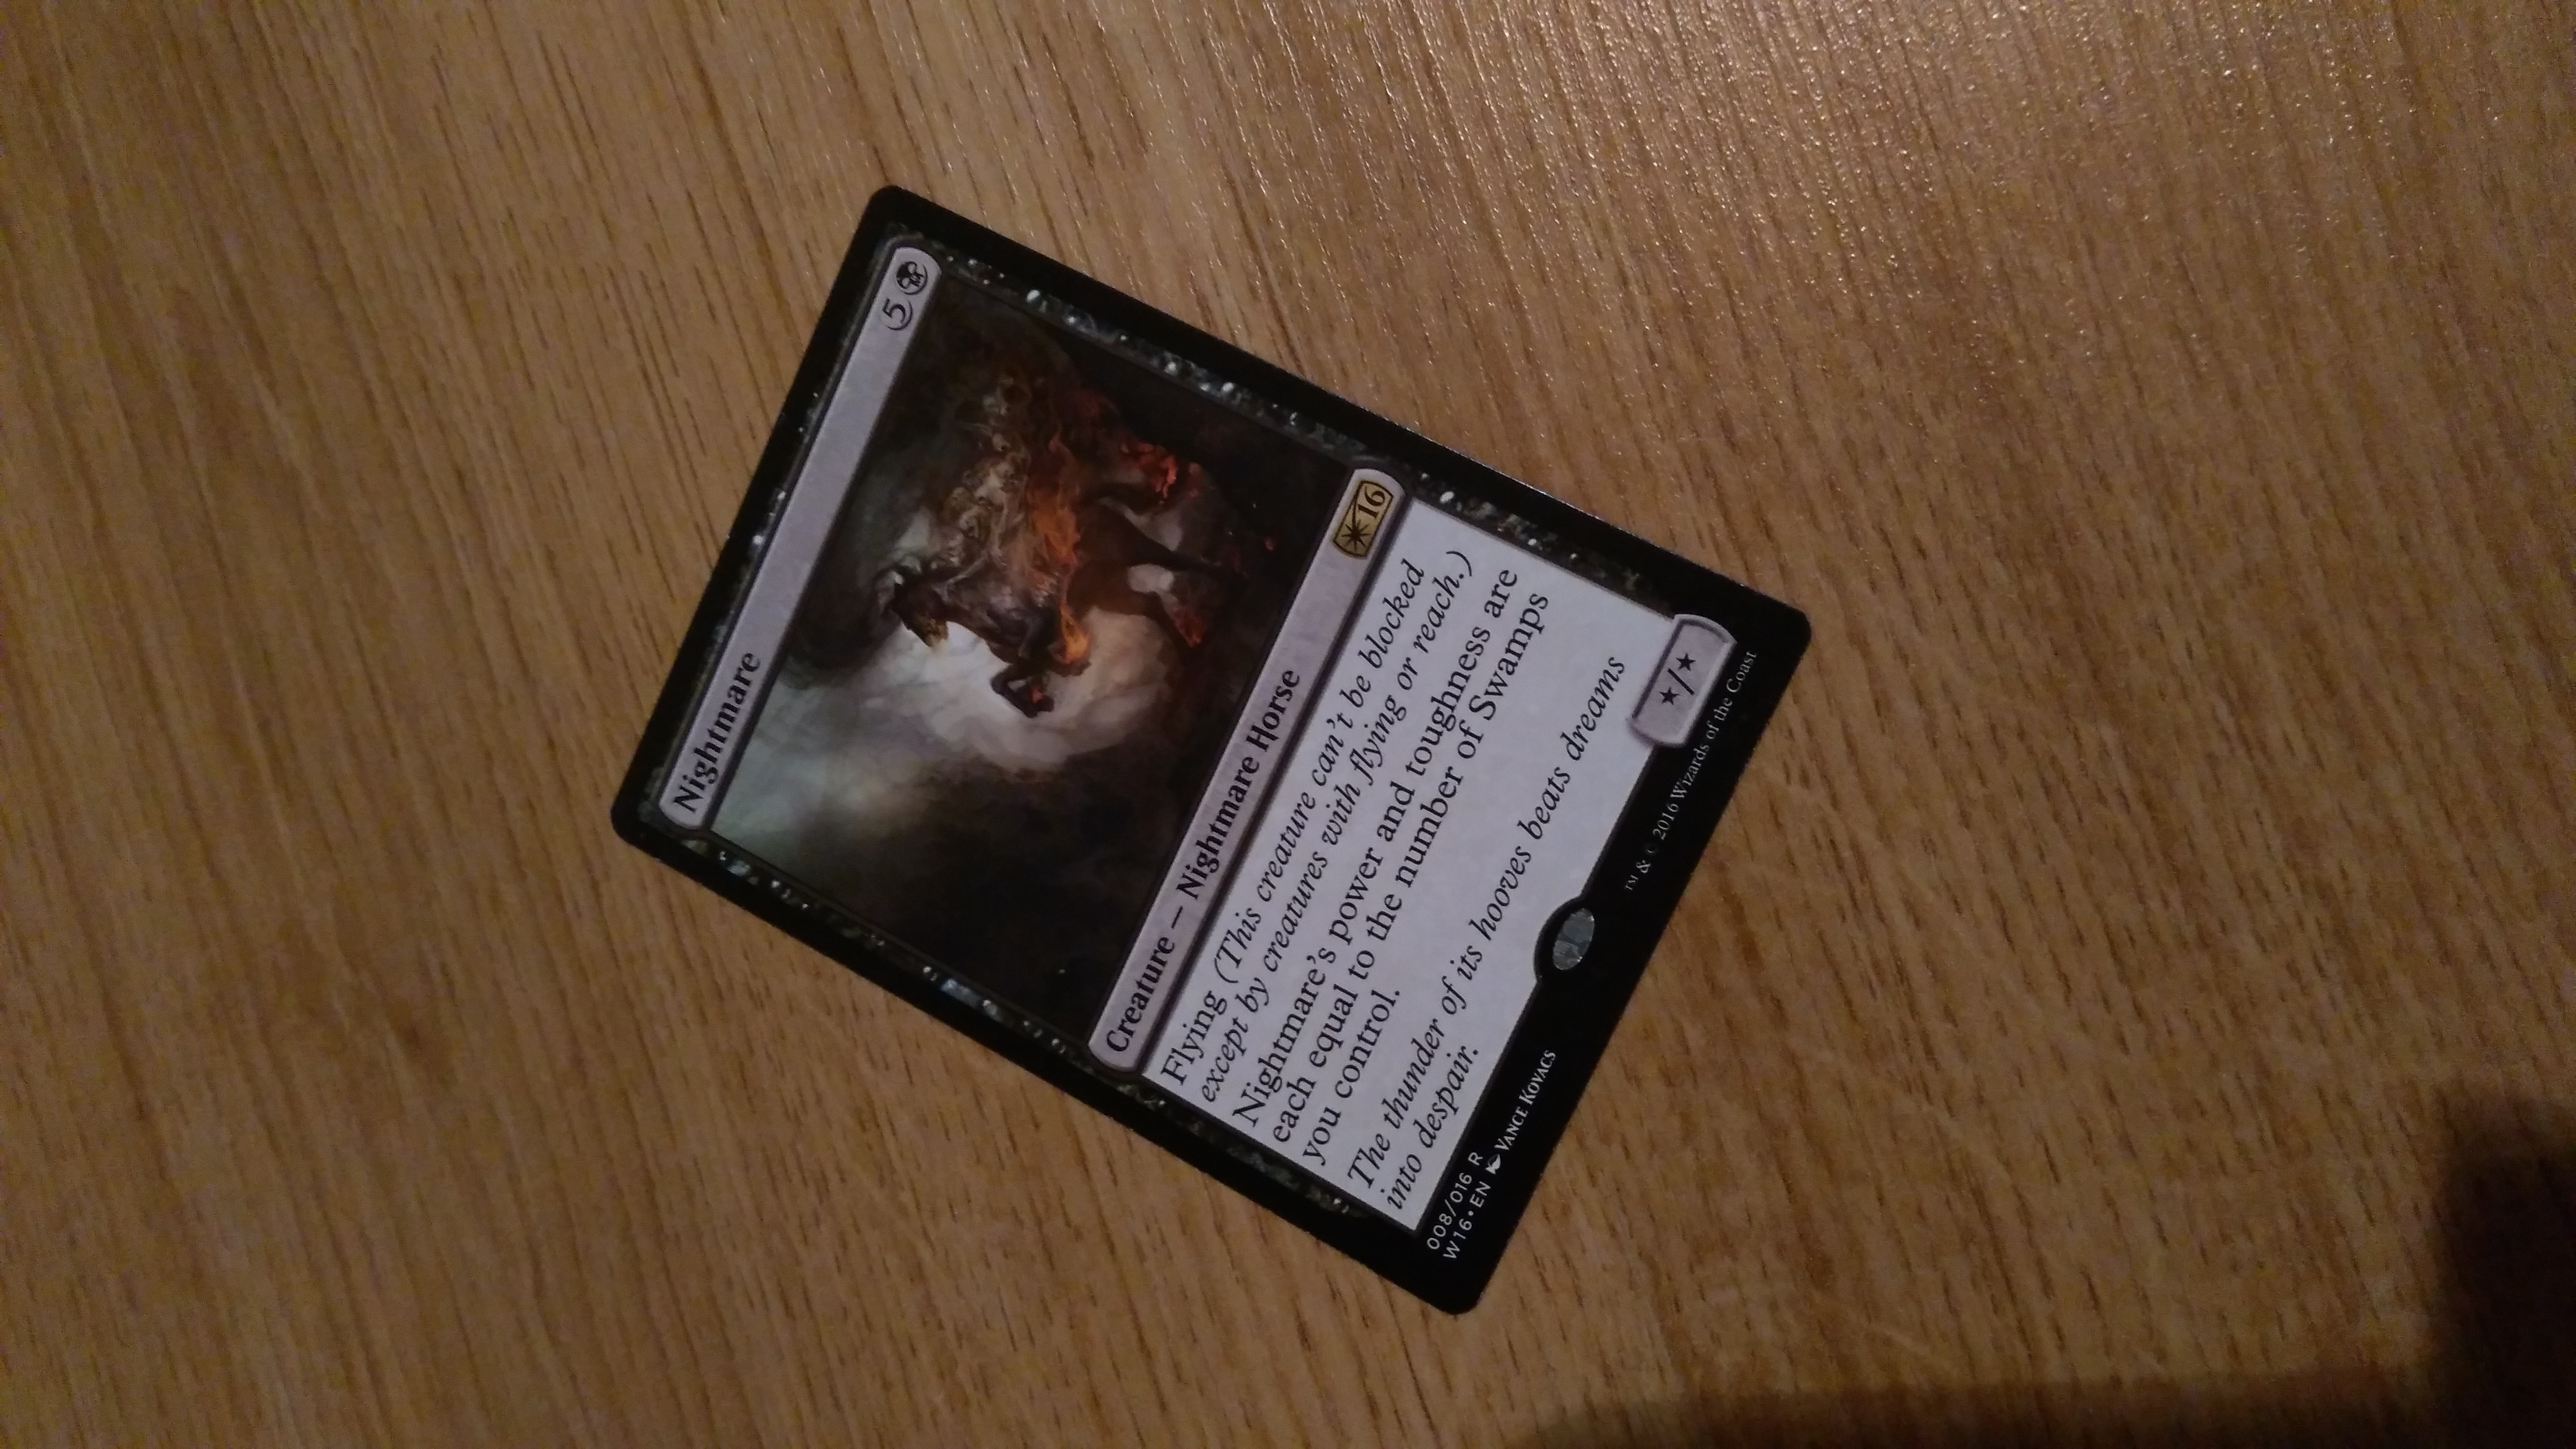 Nightmare 5
Creature — Nightmare Horse 16
Flying (This creature can't be blocked
except by creatures with flying or reach.)
Nightmare's power and toughness are
each equal to the number of Swamps
you control.
The thunder of its hooves beats dreams
into despair.
★/★
008/016 R
W16•EN VANCE KOVACS
™ & © 2016 Wizards of the Coast